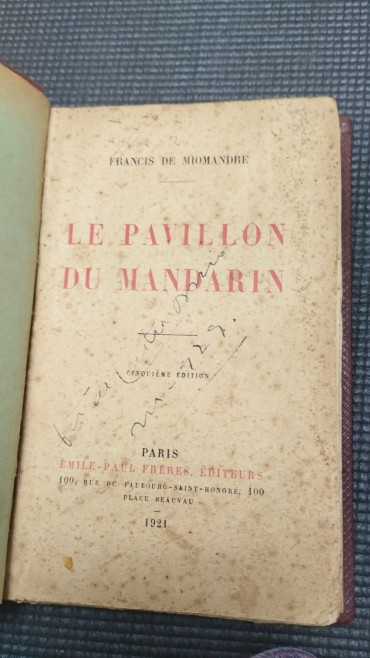 FRANCIS DE MIOMANDRE
LE PAVILLON
DU MANDARIN
CINQUIÈME ÉDITION
PARIS
ÉMILE-PAUL FRÈRES, ÉDITEURS
100, RUE DU FAUBOURG-SAINT-HONORÉ, 100
PLACE BEAUVAU
1921